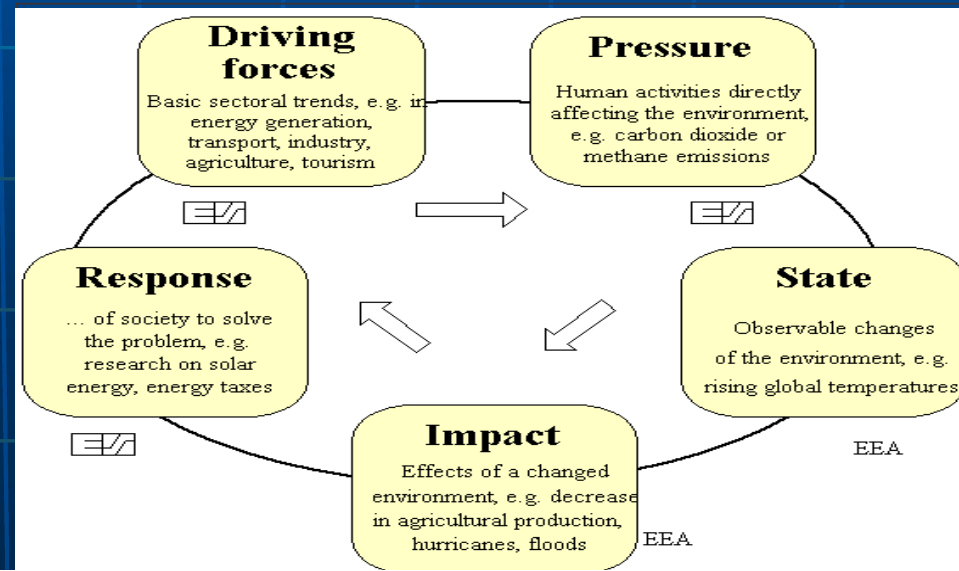 Driving
forces
Basic sectoral trends, e.g. in
energy generation,
transport, industry,
agriculture, tourism
Pressure
Human activities directly
affecting the environment,
e.g. carbon dioxide or
methane emissions
Response
... of society to solve
the problem, e.g.
research on solar
energy, energy taxes
State
Observable changes
of the environment, e.g.
rising global temperatures
Impact
Effects of a changed
environment, e.g. decrease
in agricultural production,
hurricanes, floods
EEA
EEA